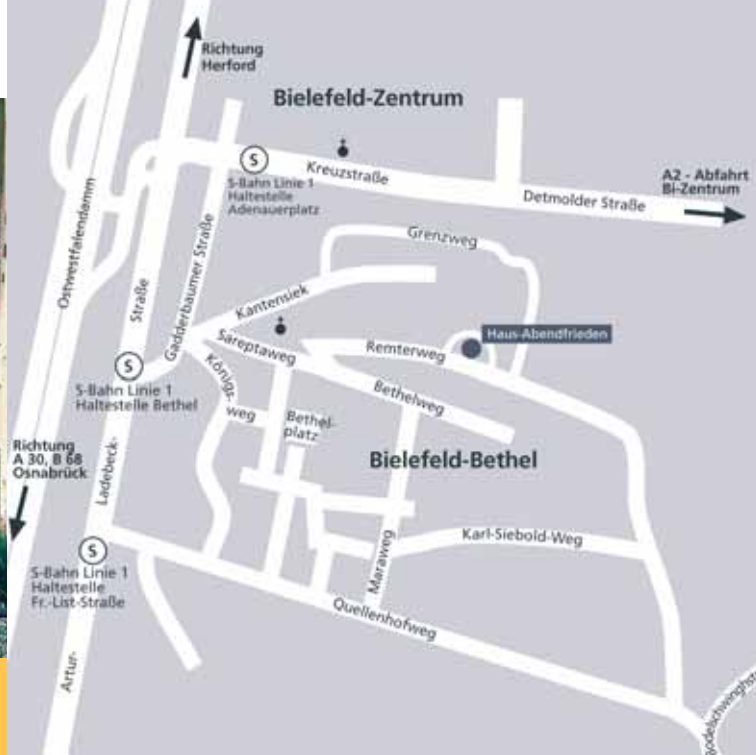 Richtung
Herford
Bielefeld-Zentrum
S
S-Bahn Linie 1
Haltestelle
Adenauerplatz
Kreuzstraße
Detmolder Straße
A2 - Abfahrt
Bi-Zentrum
Ostwestfalendamm
Straße
Gadderbaumer Straße
Grenzweg
Kantensiek
Sareptaweg
Remterweg
Haus-Abendfrieden
S
S-Bahn Linie 1
Haltestelle Bethel
Königs-
weg
Bethel-
platz
Bethelweg
Bielefeld-Bethel
Richtung
A 30, B 68
Osnabrück
Ladebeck-
S
S-Bahn Linie 1
Haltestelle
Fr.-List-Straße
Karl-Siebold-Weg
Maraweg
Quellenhofweg
Artur-